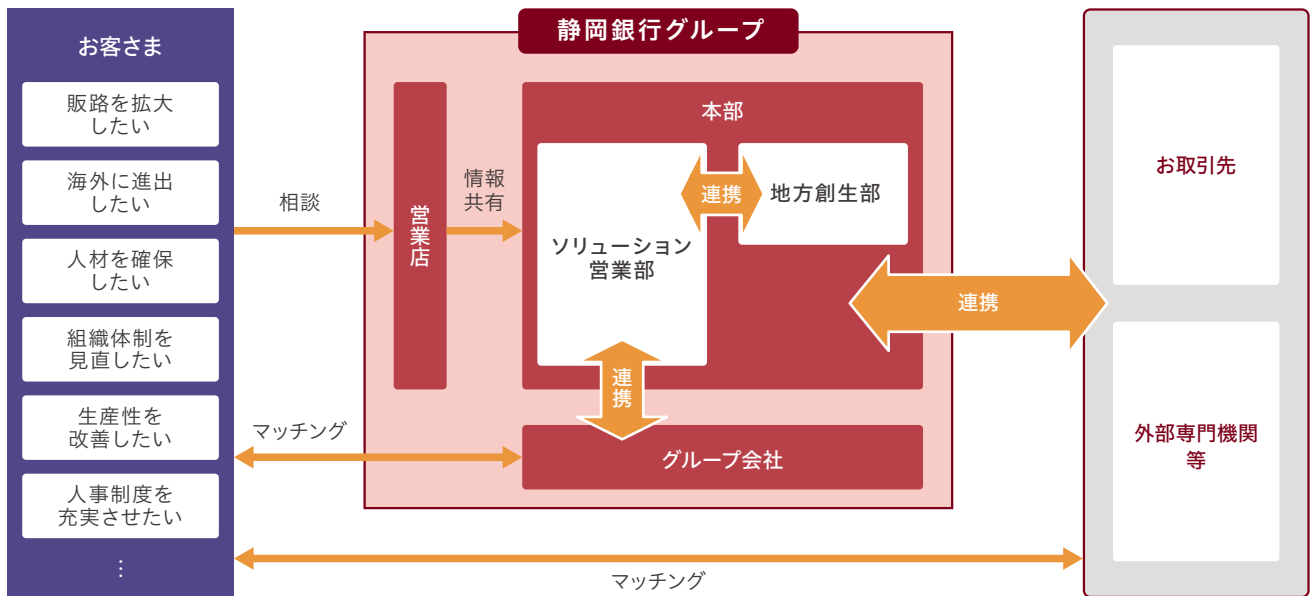 お客さま
販路を拡大
したい
海外に進出
したい
人材を確保
したい
組織体制を
見直したい
生産性を
改善したい
人事制度を
充実させたい
…
相談
マッチング
静岡銀行グループ
営業店
情報
共有
本部
ソリューション
営業部
連携
地方創生部
連携
グループ会社
連携
マッチング
お取引先
外部専門機関
等